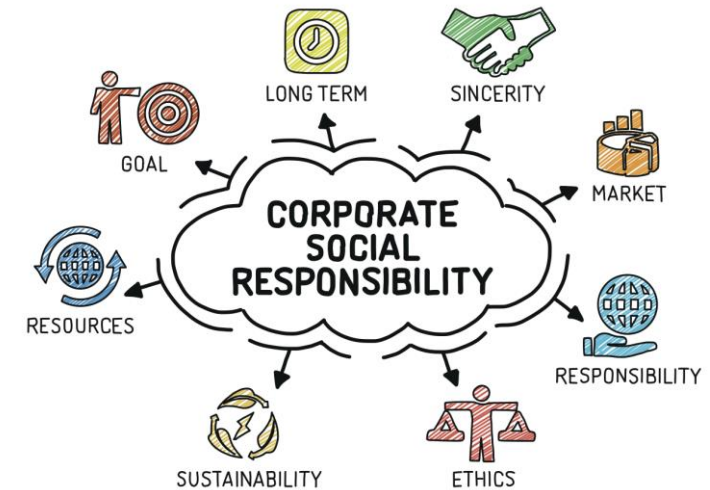 LONG TERM
SINCERITY
GOAL
MARKET
CORPORATE
SOCIAL
RESPONSIBILITY
RESOURCES
RESPONSIBILITY
SUSTAINABILITY
ETHICS